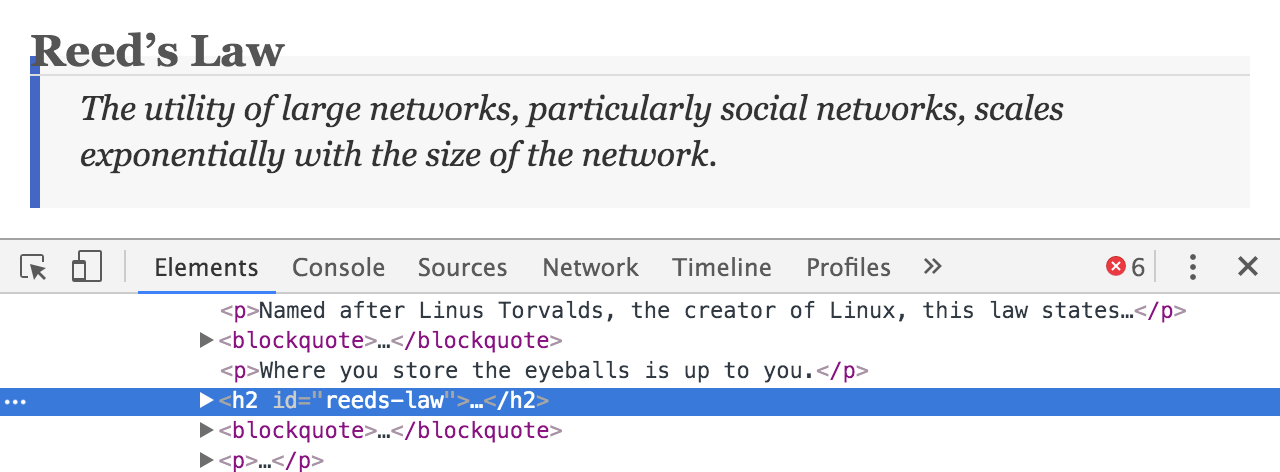 Reed’s Law
The utility of large networks, particularly social networks, scales
exponentially with the size of the network.
Elements Console Sources Network Timeline Profiles » 6
<p>Named after Linus Torvalds, the creator of Linux, this law states…</p>
▶<blockquote>…</blockquote>
<p>Where you store the eyeballs is up to you.</p>
… ▶<h2 id="reeds-law">…</h2>
▶<blockquote>…</blockquote>
▶<p>…</p>